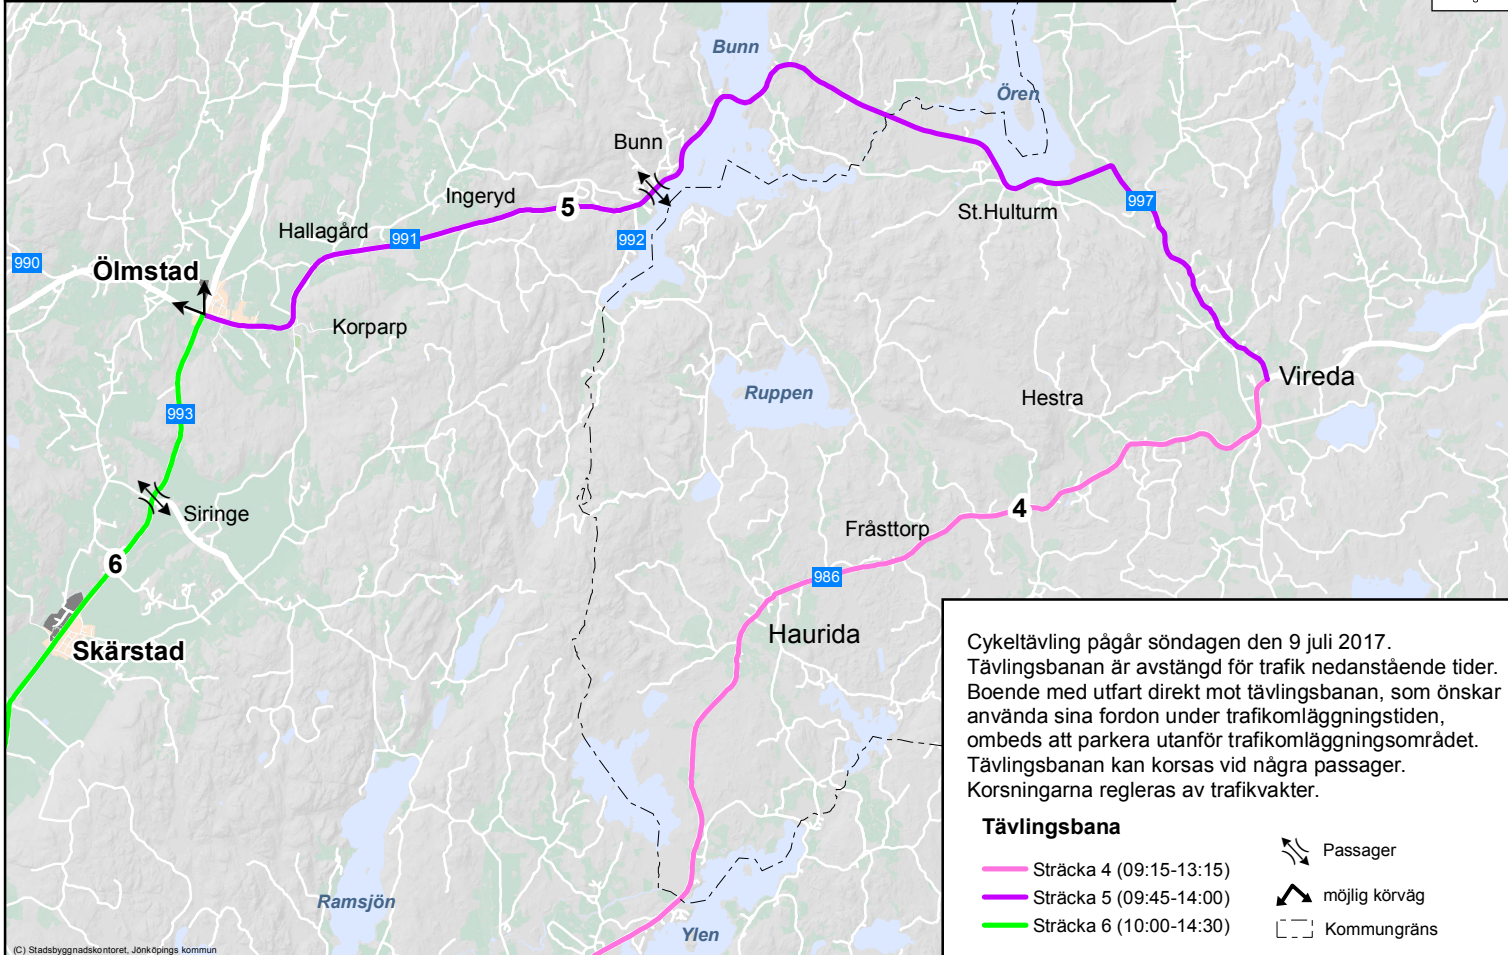 Bunn
Ören
Bunn
Ingeryd
5
997
St.Hulturm
Hallagård
991
992
990
Ölmstad
Korparp
Vireda
Ruppen
Hestra
993
Siringe
4
Fråsttorp
6
986
Haurida
Skärstad
Cykeltävling pågår söndagen den 9 juli 2017.
Tävlingsbanan är avstängd för trafik nedanstående tider.
Boende med utfart direkt mot tävlingsbanan, som önskar
använda sina fordon under trafikomläggningstiden,
ombeds att parkera utanför trafikomläggningsområdet.
Tävlingsbanan kan korsas vid några passager.
Korsningarna regleras av trafikvakter.
Tävlingsbana
Sträcka 4 (09:15-13:15)
Sträcka 5 (09:45-14:00)
Sträcka 6 (10:00-14:30)
Passager
möjlig körväg
Kommungräns
Ramsjön
Ylen
(C) Stadsbyggnadskontoret, Jönköpings kommun